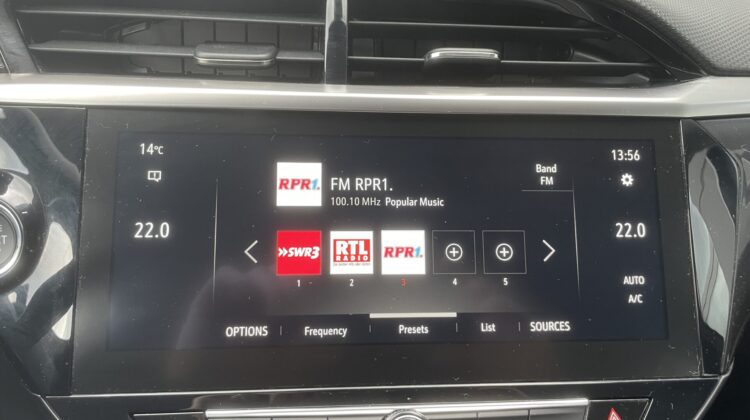 14°C
13:56
RPR1.
FM RPR1.
100.10 MHz Popular Music
Band
FM
22.0
22.0
SWR3
RTL
RADIO
RPR1.
1
2
3
4
5
AUTO
A/C
OPTIONS
Frequency
Presets
List
SOURCES